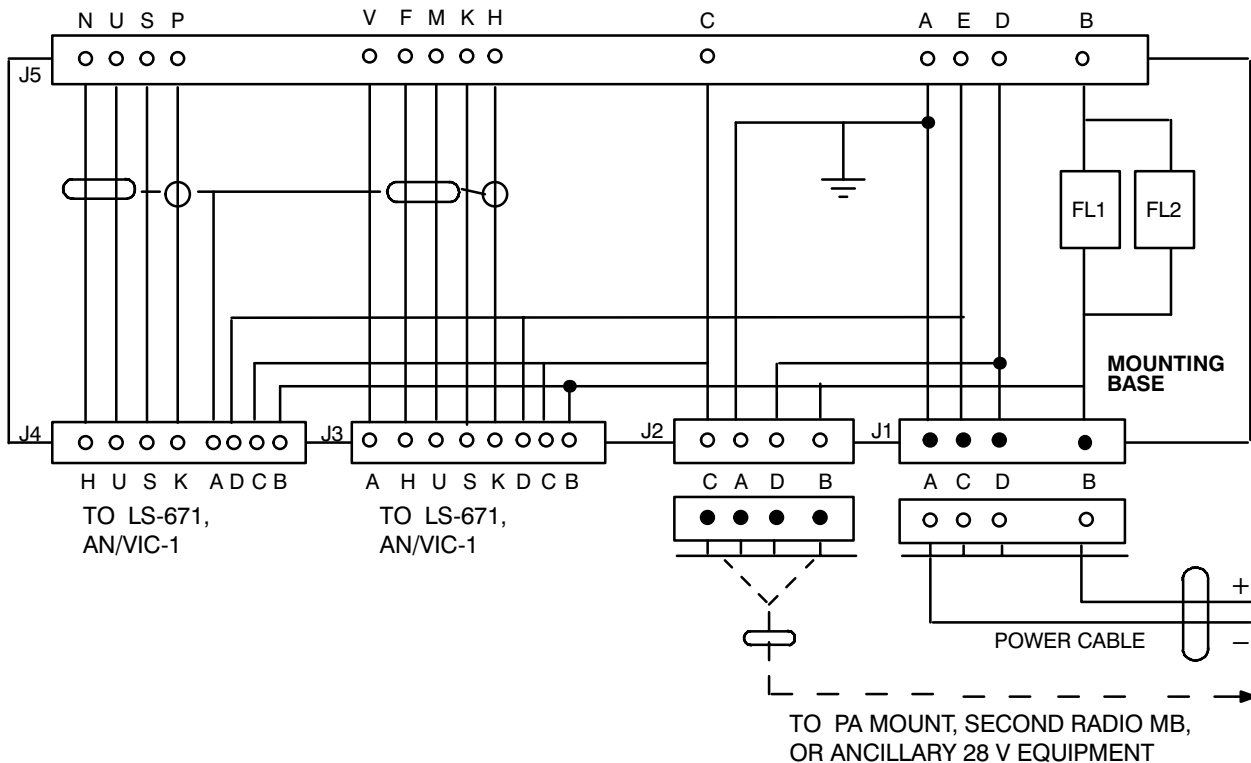 N U S P V F M K H C A E D B
J5
FL1 FL2
MOUNTING
BASE
J4 J3 J2 J1
H U S K A D C B A H U S K D C B C A D B A C D B
TO LS-671,
AN/VIC-1
TO LS-671,
AN/VIC-1
+
POWER CABLE
−
TO PA MOUNT, SECOND RADIO MB,
OR ANCILLARY 28 V EQUIPMENT